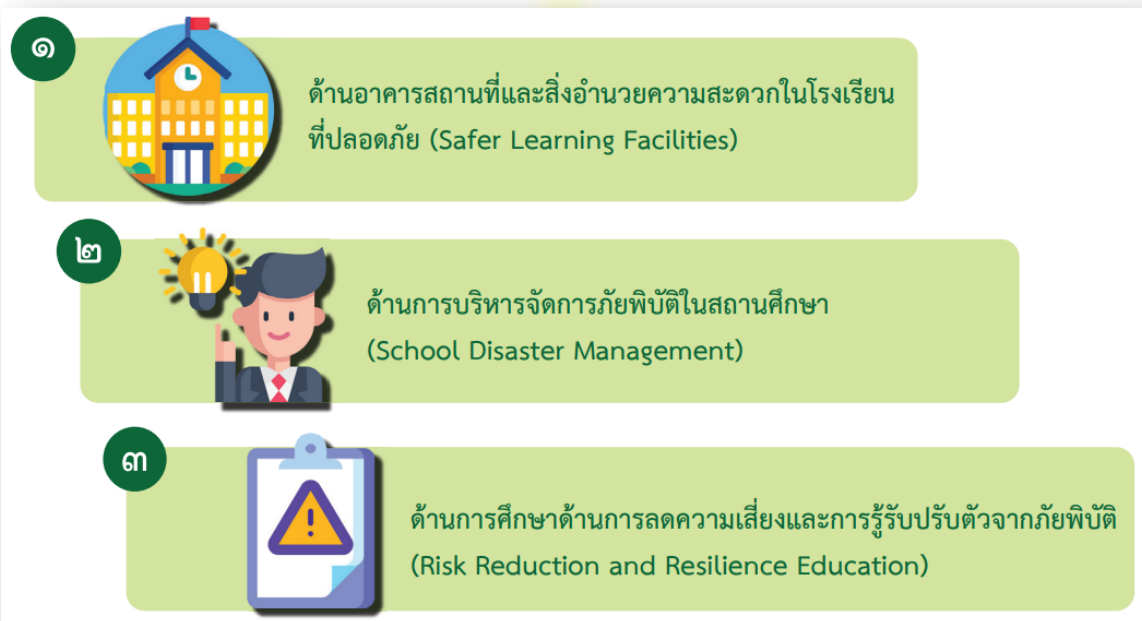 ๑
ด้านอาคารสถานที่และสิ่งอำนวยความสะดวกในโรงเรียน
ที่ปลอดภัย (Safer Learning Facilities)
๒
ด้านการบริหารจัดการภัยพิบัติในสถานศึกษา
(School Disaster Management)
๓
ด้านการศึกษาด้านการลดความเสี่ยงและการรู้รับปรับตัวจากภัยพิบัติ
(Risk Reduction and Resilience Education)